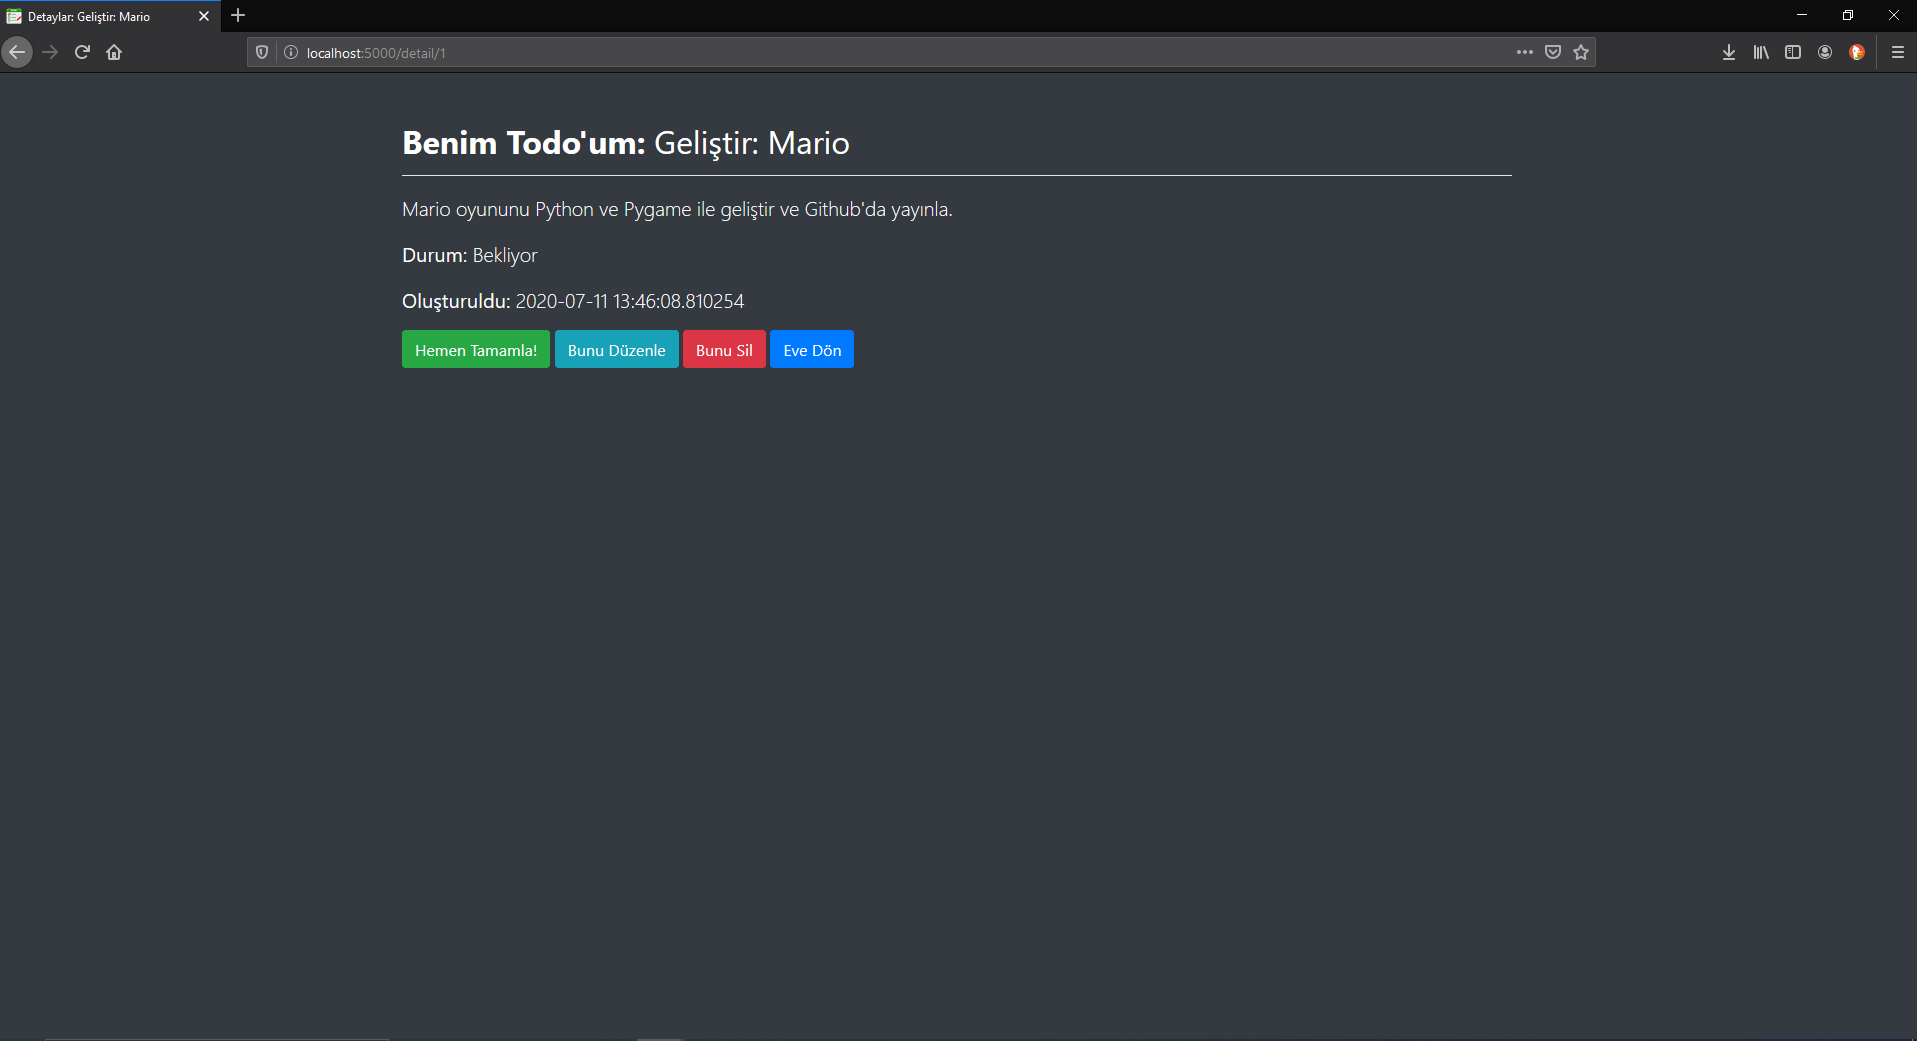 Detaylar: Geliştir: Mario
localhost:5000/detail/1
Benim Todo'um: Geliştir: Mario
Mario oyununu Python ve Pygame ile geliştir ve Github'da yayınla.
Durum: Bekliyor
Oluşturuldu: 2020-07-11 13:46:08.810254
Hemen Tamamla! Bunu Düzenle Bunu Sil Eve Dön